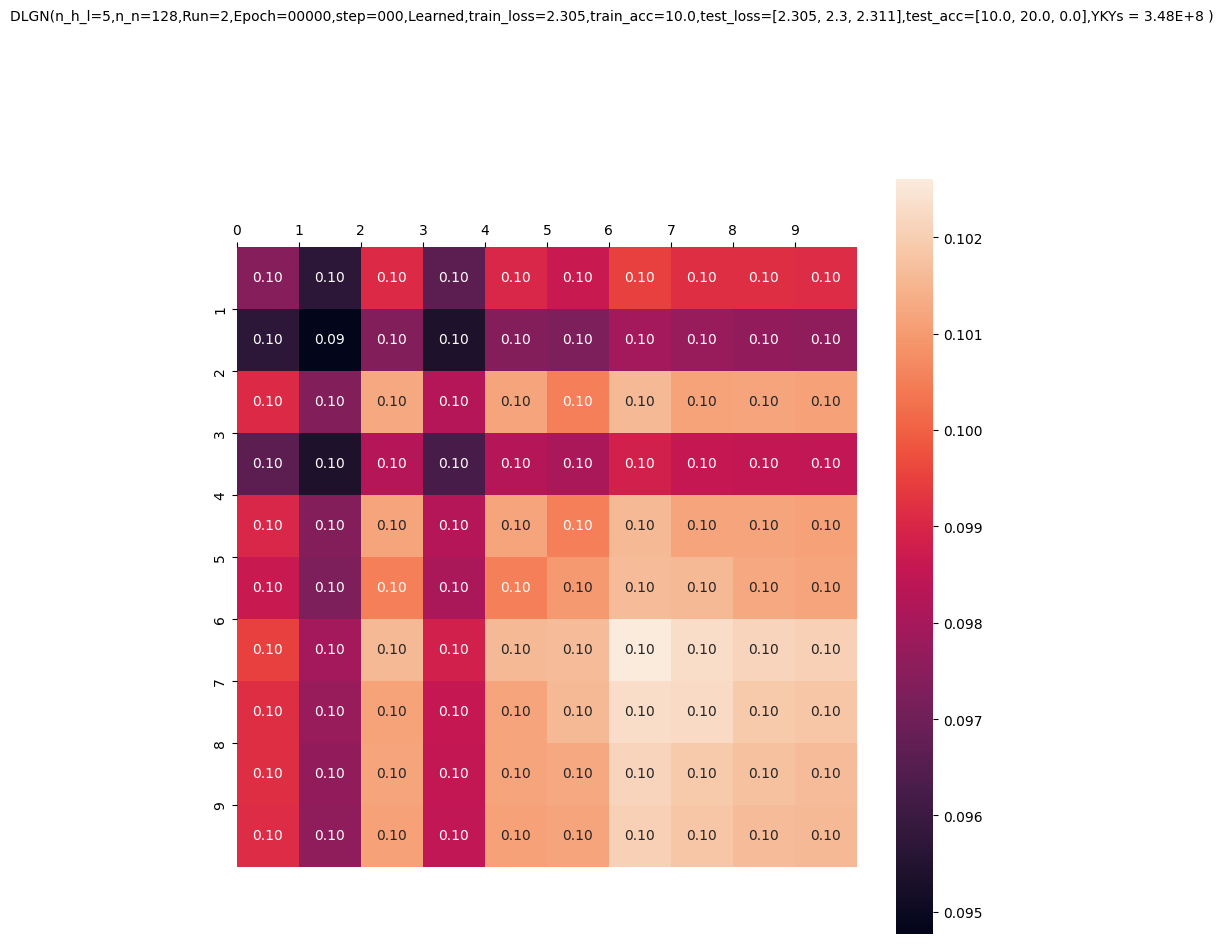 DLGN(n_h_l=5,n_n=128,Run=2,Epoch=00000,step=000,Learned,train_loss=2.305,train_acc=10.0,test_loss=[2.305, 2.3, 2.311],test_acc=[10.0, 20.0, 0.0],YKYs = 3.48E+8 )
0 1 2 3 4 5 6 7 8 9
0.10 0.10 0.10 0.10 0.10 0.10 0.10 0.10 0.10 0.10
1
0.10 0.09 0.10 0.10 0.10 0.10 0.10 0.10 0.10 0.10
2
0.10 0.10 0.10 0.10 0.10 0.10 0.10 0.10 0.10 0.10
3
0.10 0.10 0.10 0.10 0.10 0.10 0.10 0.10 0.10 0.10
4
0.10 0.10 0.10 0.10 0.10 0.10 0.10 0.10 0.10 0.10
5
0.10 0.10 0.10 0.10 0.10 0.10 0.10 0.10 0.10 0.10
6
0.10 0.10 0.10 0.10 0.10 0.10 0.10 0.10 0.10 0.10
7
0.10 0.10 0.10 0.10 0.10 0.10 0.10 0.10 0.10 0.10
8
0.10 0.10 0.10 0.10 0.10 0.10 0.10 0.10 0.10 0.10
9
0.10 0.10 0.10 0.10 0.10 0.10 0.10 0.10 0.10 0.10
0.102
0.101
0.100
0.099
0.098
0.097
0.096
0.095